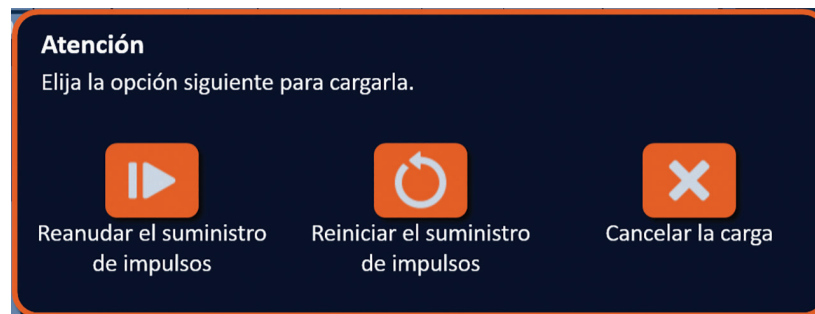 Atención
Elija la opción siguiente para cargarla.
Reanudar el suministro
de impulsos
Reiniciar el suministro
de impulsos
Cancelar la carga